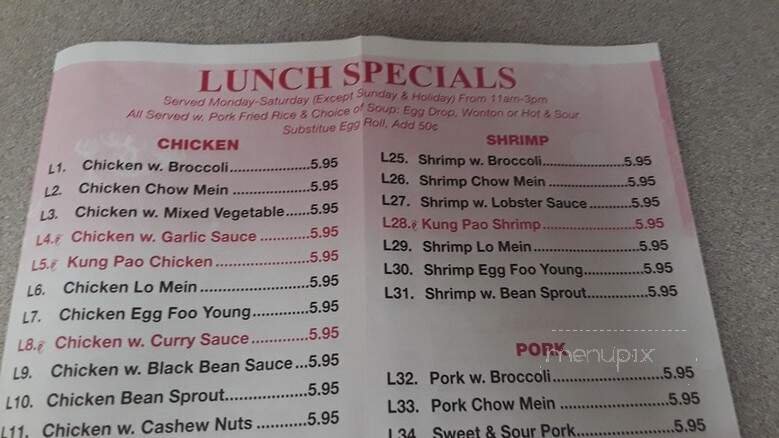 LUNCH SPECIALS
Served Monday-Saturday (Except Sunday & Holiday) From 11am-3pm
All Served w. Pork Fried Rice & Choice of Soup: Egg Drop, Wonton or Hot & Sour
Substitue Egg Roll, Add 50¢
CHICKEN
L1. Chicken w. Broccoli.....................5.95
L2. Chicken Chow Mein .....................5.95
L3. Chicken w. Mixed Vegetable......5.95
L4. Chicken w. Garlic Sauce ............5.95
L5. Kung Pao Chicken .......................5.95
L6. Chicken Lo Mein ...........................5.95
L7. Chicken Egg Foo Young..............5.95
L8. Chicken w. Curry Sauce .............5.95
L9. Chicken w. Black Bean Sauce...5.95
L10. Chicken Bean Sprout...................5.95
L11. Chicken w. Cashew Nuts ...........5.95
SHRIMP
L25. Shrimp w. Broccoli....................5.95
L26. Shrimp Chow Mein ....................5.95
L27. Shrimp w. Lobster Sauce ..........5.95
L28. Kung Pao Shrimp .......................5.95
L29. Shrimp Lo Mein..........................5.95
L30. Shrimp Egg Foo Young..............5.95
L31. Shrimp w. Bean Sprout..............5.95
PORK
L32. Pork w. Broccoli..........................5.95
L33. Pork Chow Mein .........................5.95
L34. Sweet & Sour Pork......................5.95
menupix